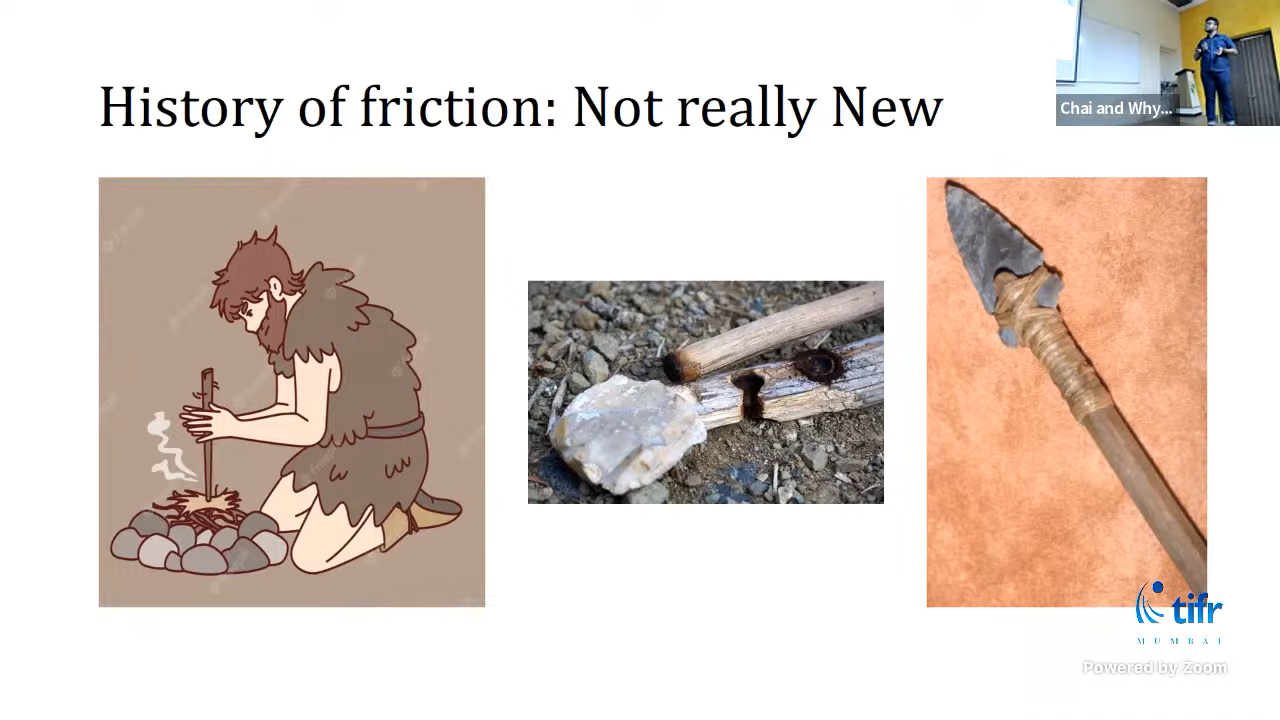 Chai and Why...
History of friction: Not really New
tifr
MUMBAI
Powered by Zoom